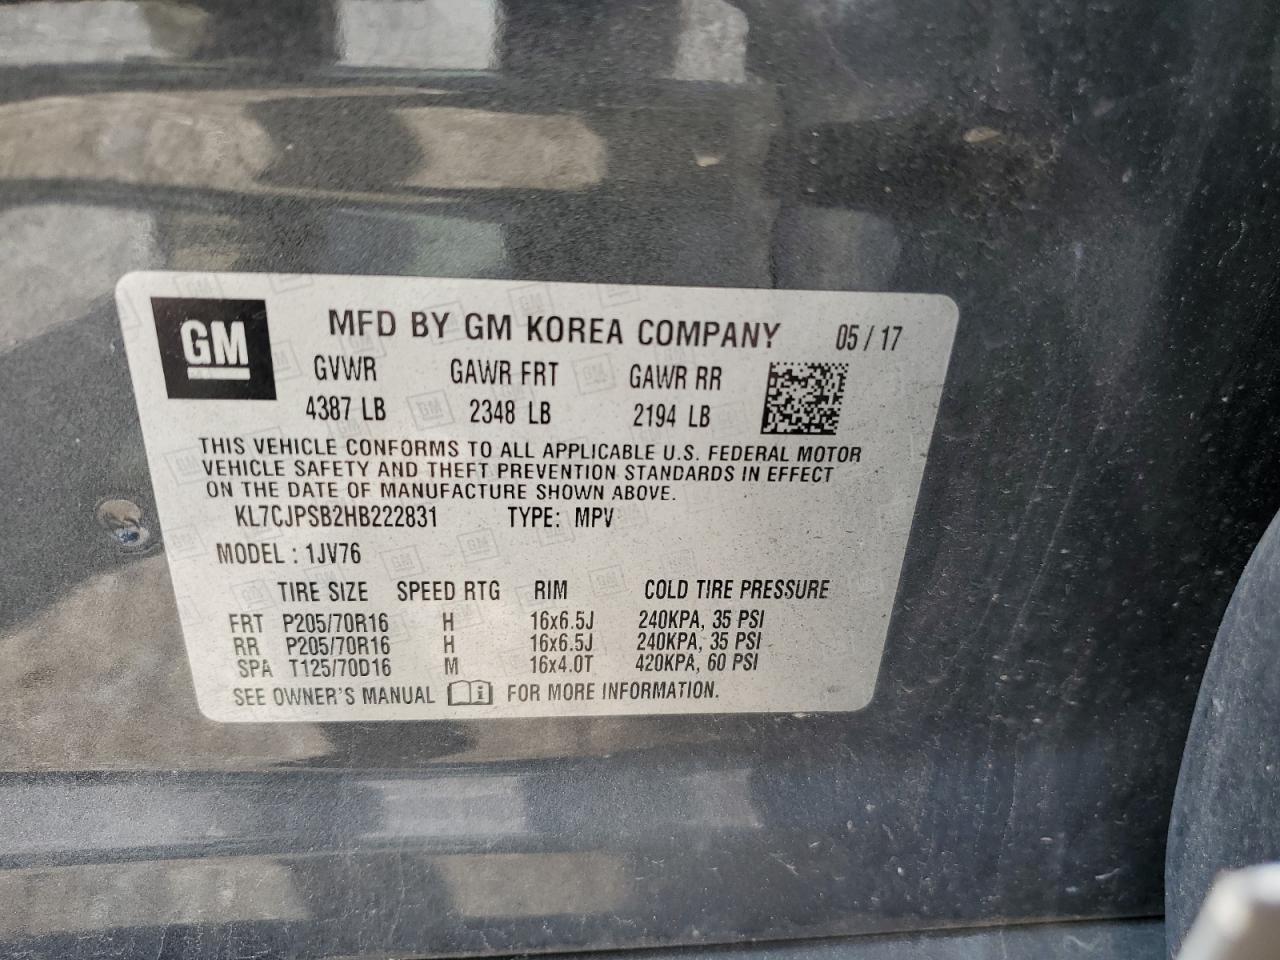 GM
MFD BY GM KOREA COMPANY 05 / 17
GVWR GAWR FRT GAWR RR
4387 LB 2348 LB 2194 LB
THIS VEHICLE CONFORMS TO ALL APPLICABLE U.S. FEDERAL MOTOR
VEHICLE SAFETY AND THEFT PREVENTION STANDARDS IN EFFECT
ON THE DATE OF MANUFACTURE SHOWN ABOVE.
KL7CJPSB2HB222831 TYPE: MPV
MODEL : 1JV76
TIRE SIZE SPEED RTG RIM COLD TIRE PRESSURE
FRT P205/70R16 H 16x6.5J 240KPA, 35 PSI
RR P205/70R16 H 16x6.5J 240KPA, 35 PSI
SPA T125/70D16 M 16x4.0T 420KPA, 60 PSI
SEE OWNER'S MANUAL i FOR MORE INFORMATION.